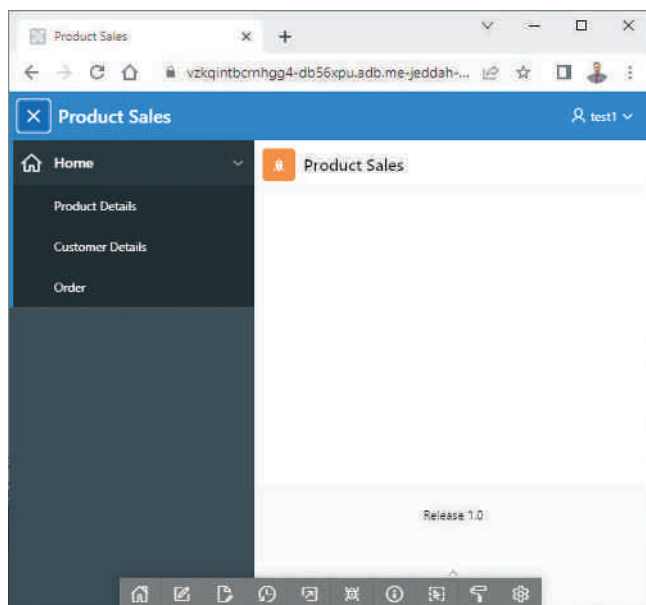 Product Sales
vzkqintbcmhgg4-db56xpu.adb.me-jeddah-...
Product Sales
test1
Home
Product Sales
Product Details
Customer Details
Order
Release 1.0